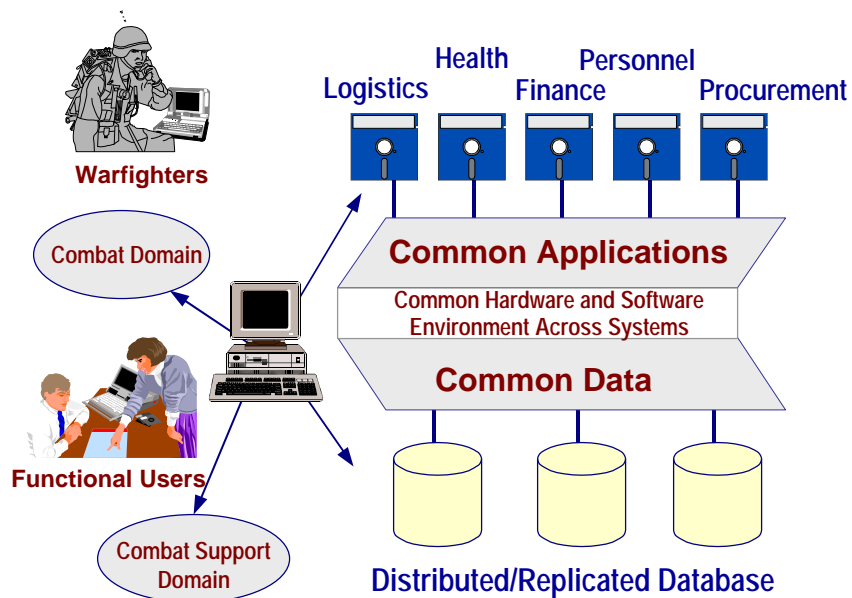 Health
Personnel
Logistics
Finance
Procurement
Warfighters
Combat Domain
Common Applications
Common Hardware and Software
Environment Across Systems
Common Data
Functional Users
Combat Support
Domain
Distributed/Replicated Database